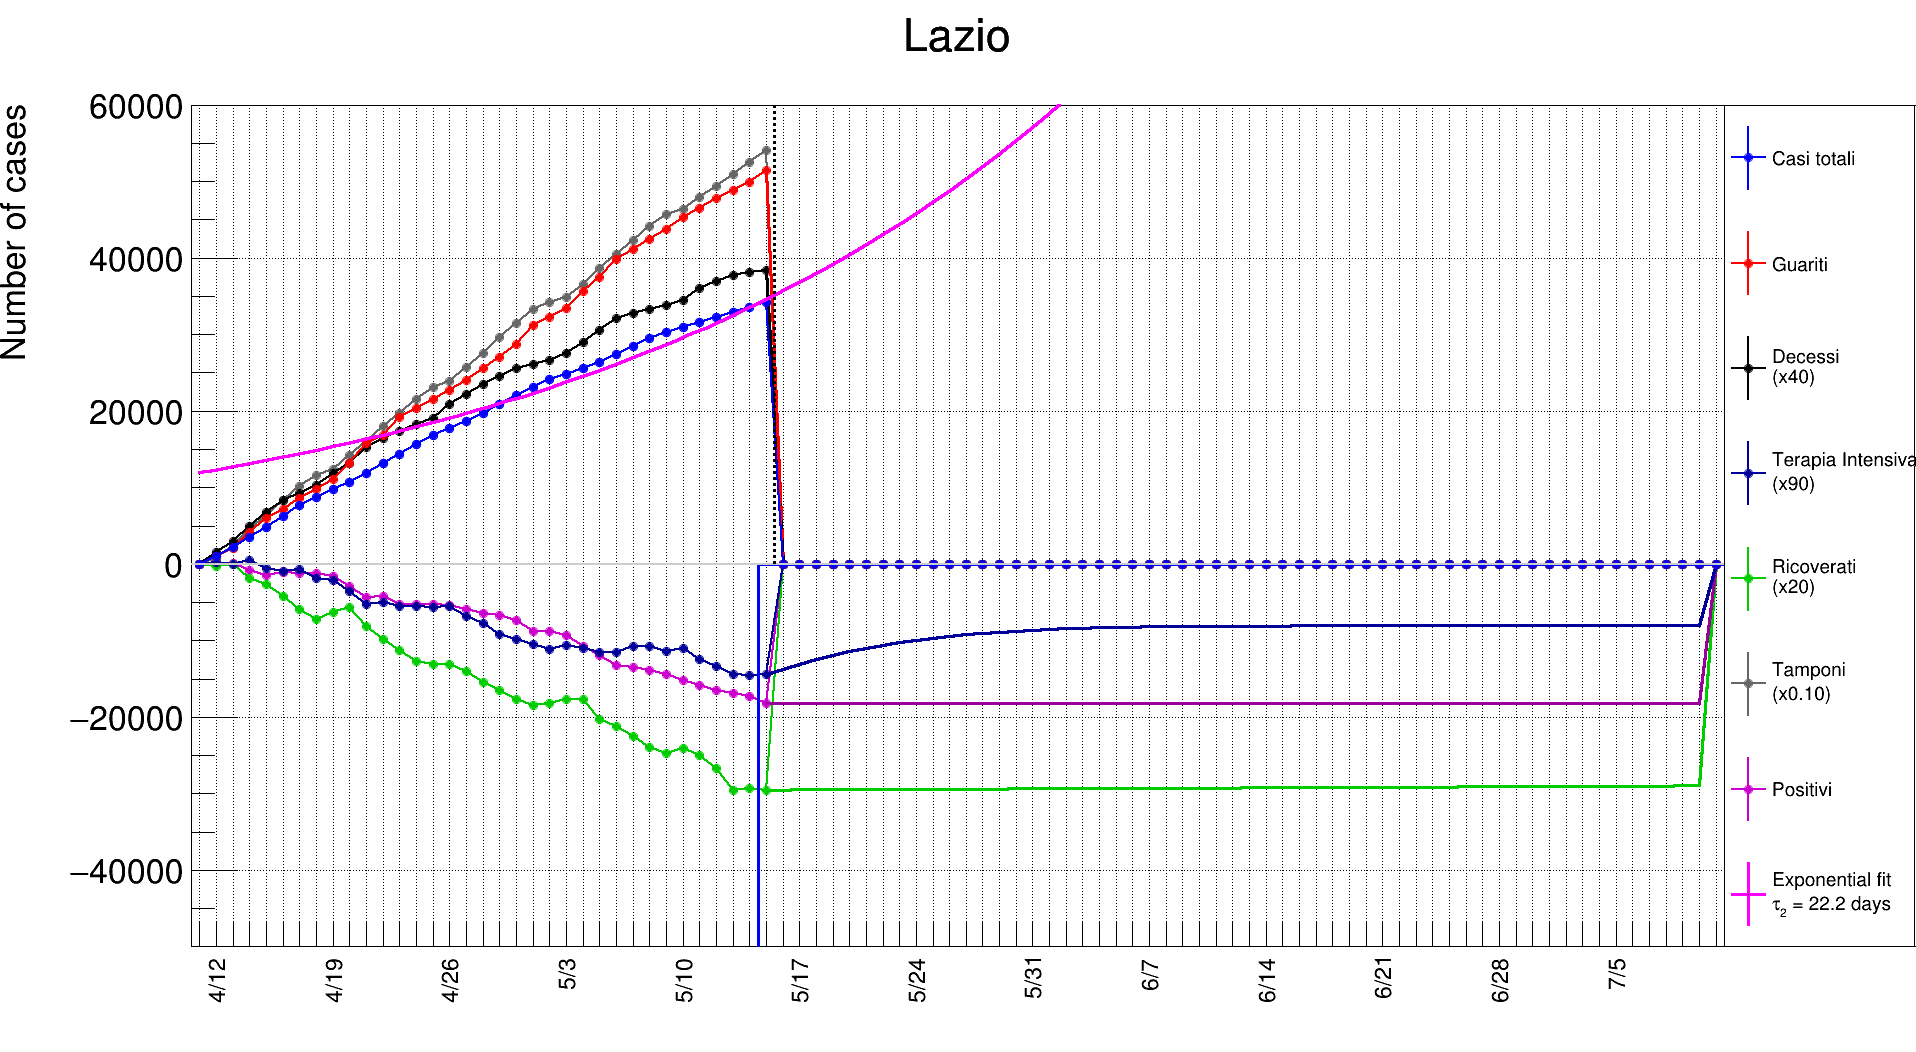 Lazio
Number of cases
60000
40000
20000
0
−20000
−40000
4/12
4/19
4/26
5/3
5/10
5/17
5/24
5/31
6/7
6/14
6/21
6/28
7/5
Casi totali
Guariti
Decessi
(x40)
Terapia Intensiva
(x90)
Ricoverati
(x20)
Tamponi
(x0.10)
Positivi
Exponential fit
τ2 = 22.2 days